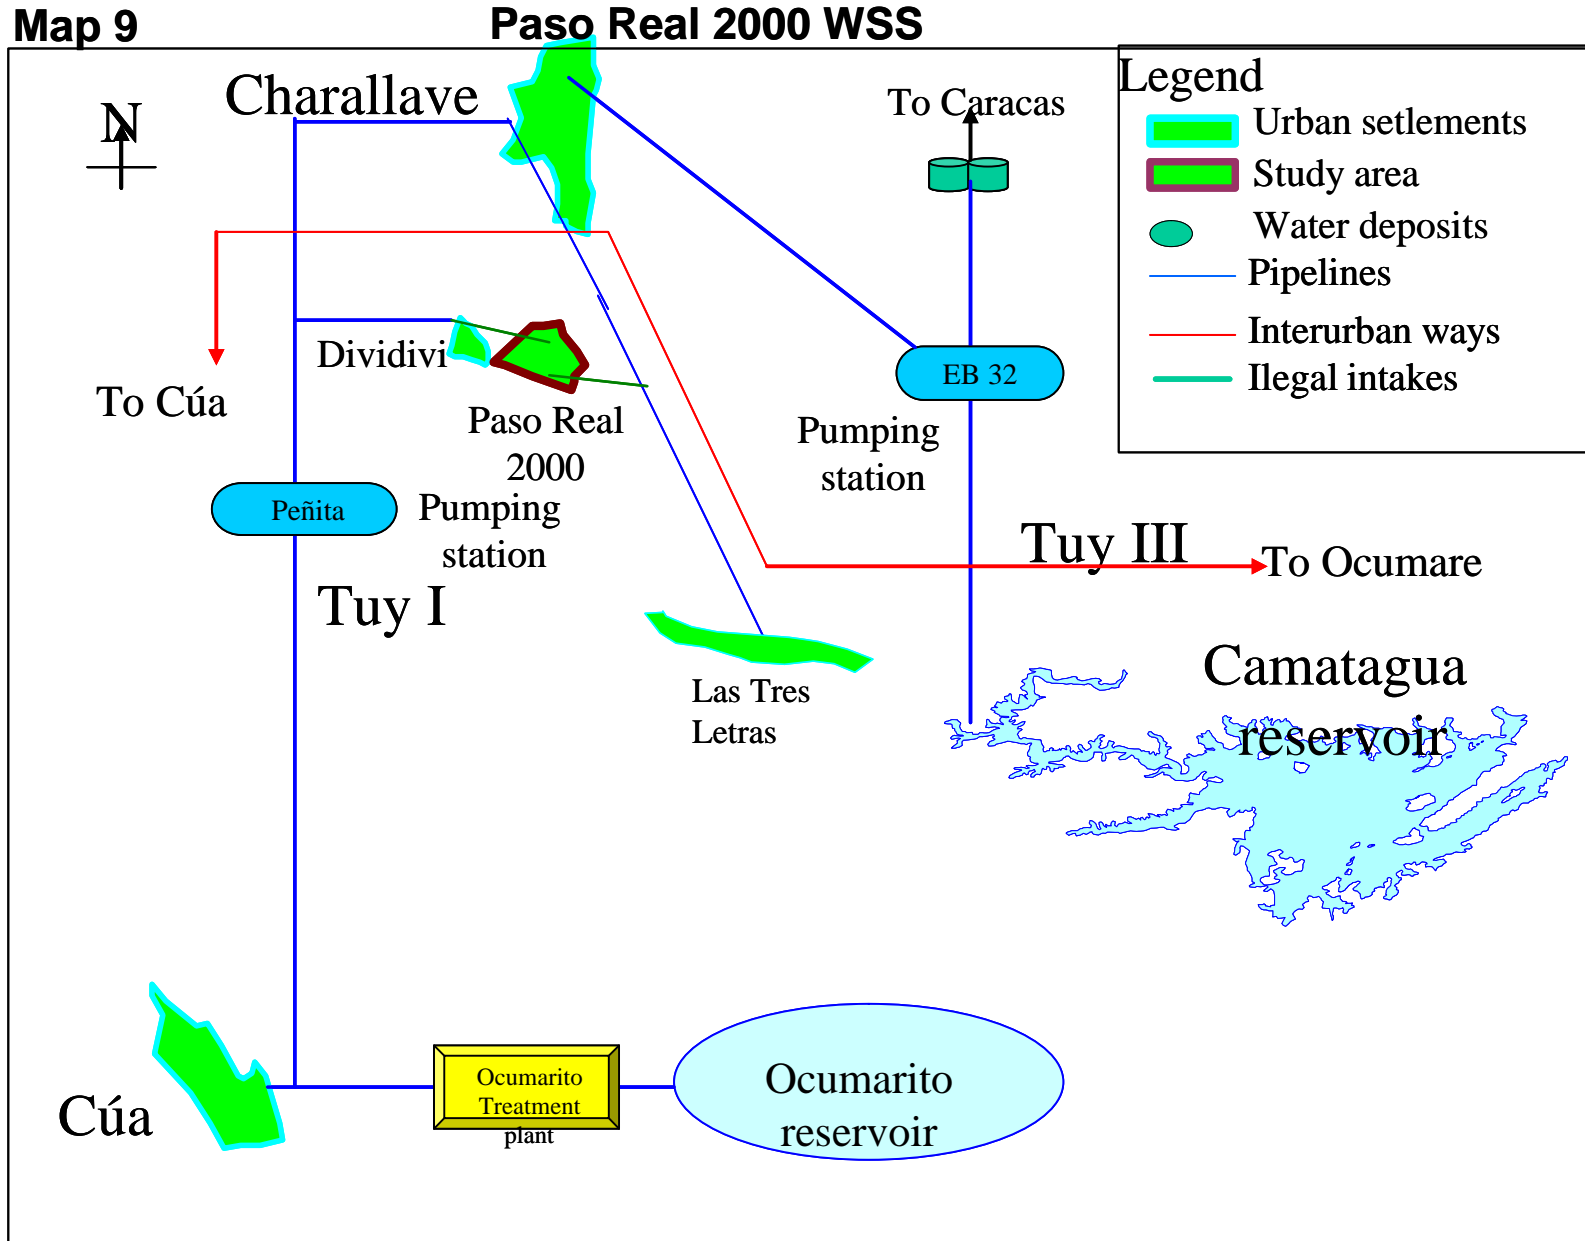 Map 9
Paso Real 2000 WSS
Legend
Urban setlements
Study area
Water deposits
Pipelines
Interurban ways
Ilegal intakes
Charallave
N
To Caracas
Dividivi
To Cúa
Paso Real
2000
EB 32
Pumping
station
Peñita
Pumping
station
Tuy III
To Ocumare
Tuy I
Las Tres
Letras
Camatagua
reservoir
Cúa
Ocumarito
Treatment
plant
Ocumarito
reservoir